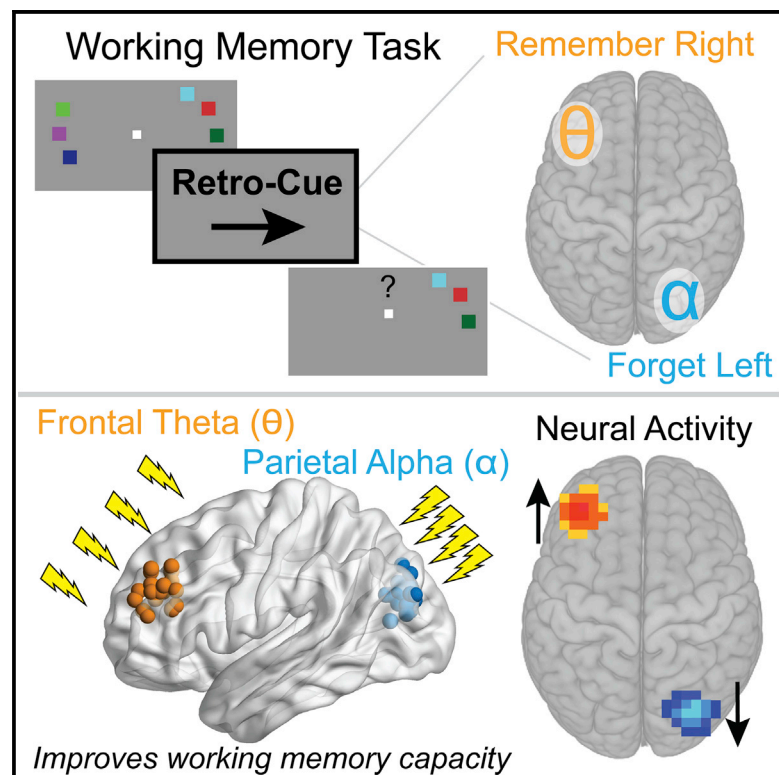 Working Memory Task
Remember Right
θ
Retro-Cue
?
α
Forget Left
Frontal Theta (θ)
Parietal Alpha (α)
Neural Activity
Improves working memory capacity